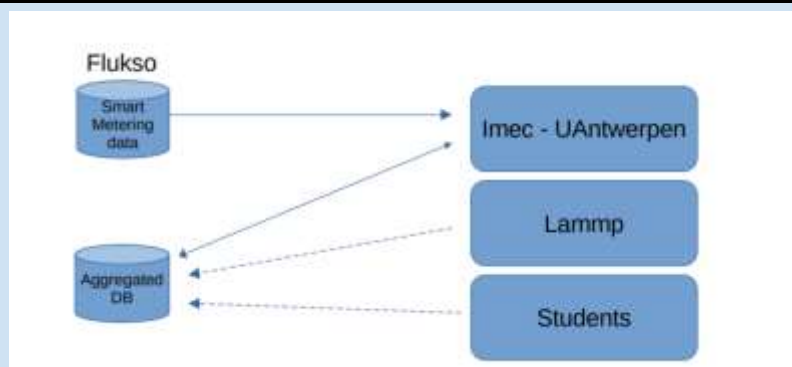 Flukso
Smart
Metering
data
Imec - UAntwerpen
Lammp
Aggregated
DB
Students